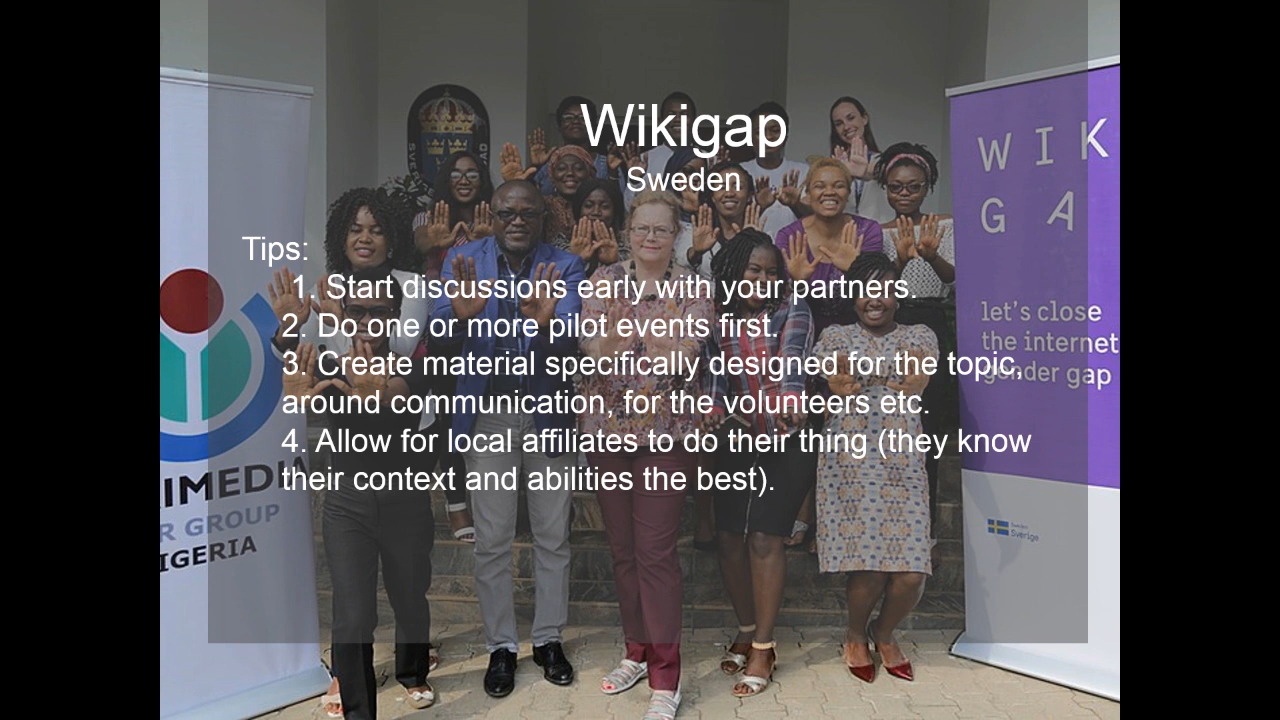 Wikigap
Sweden
Tips:
1. Start discussions early with your partners.
2. Do one or more pilot events first.
3. Create material specifically designed for the topic,
around communication, for the volunteers etc.
4. Allow for local affiliates to do their thing (they know
their context and abilities the best).
IMEDI
R GROUP
IGERIA
WIK
GA
let's close
the internet
gender gap
Sweden
Sverige